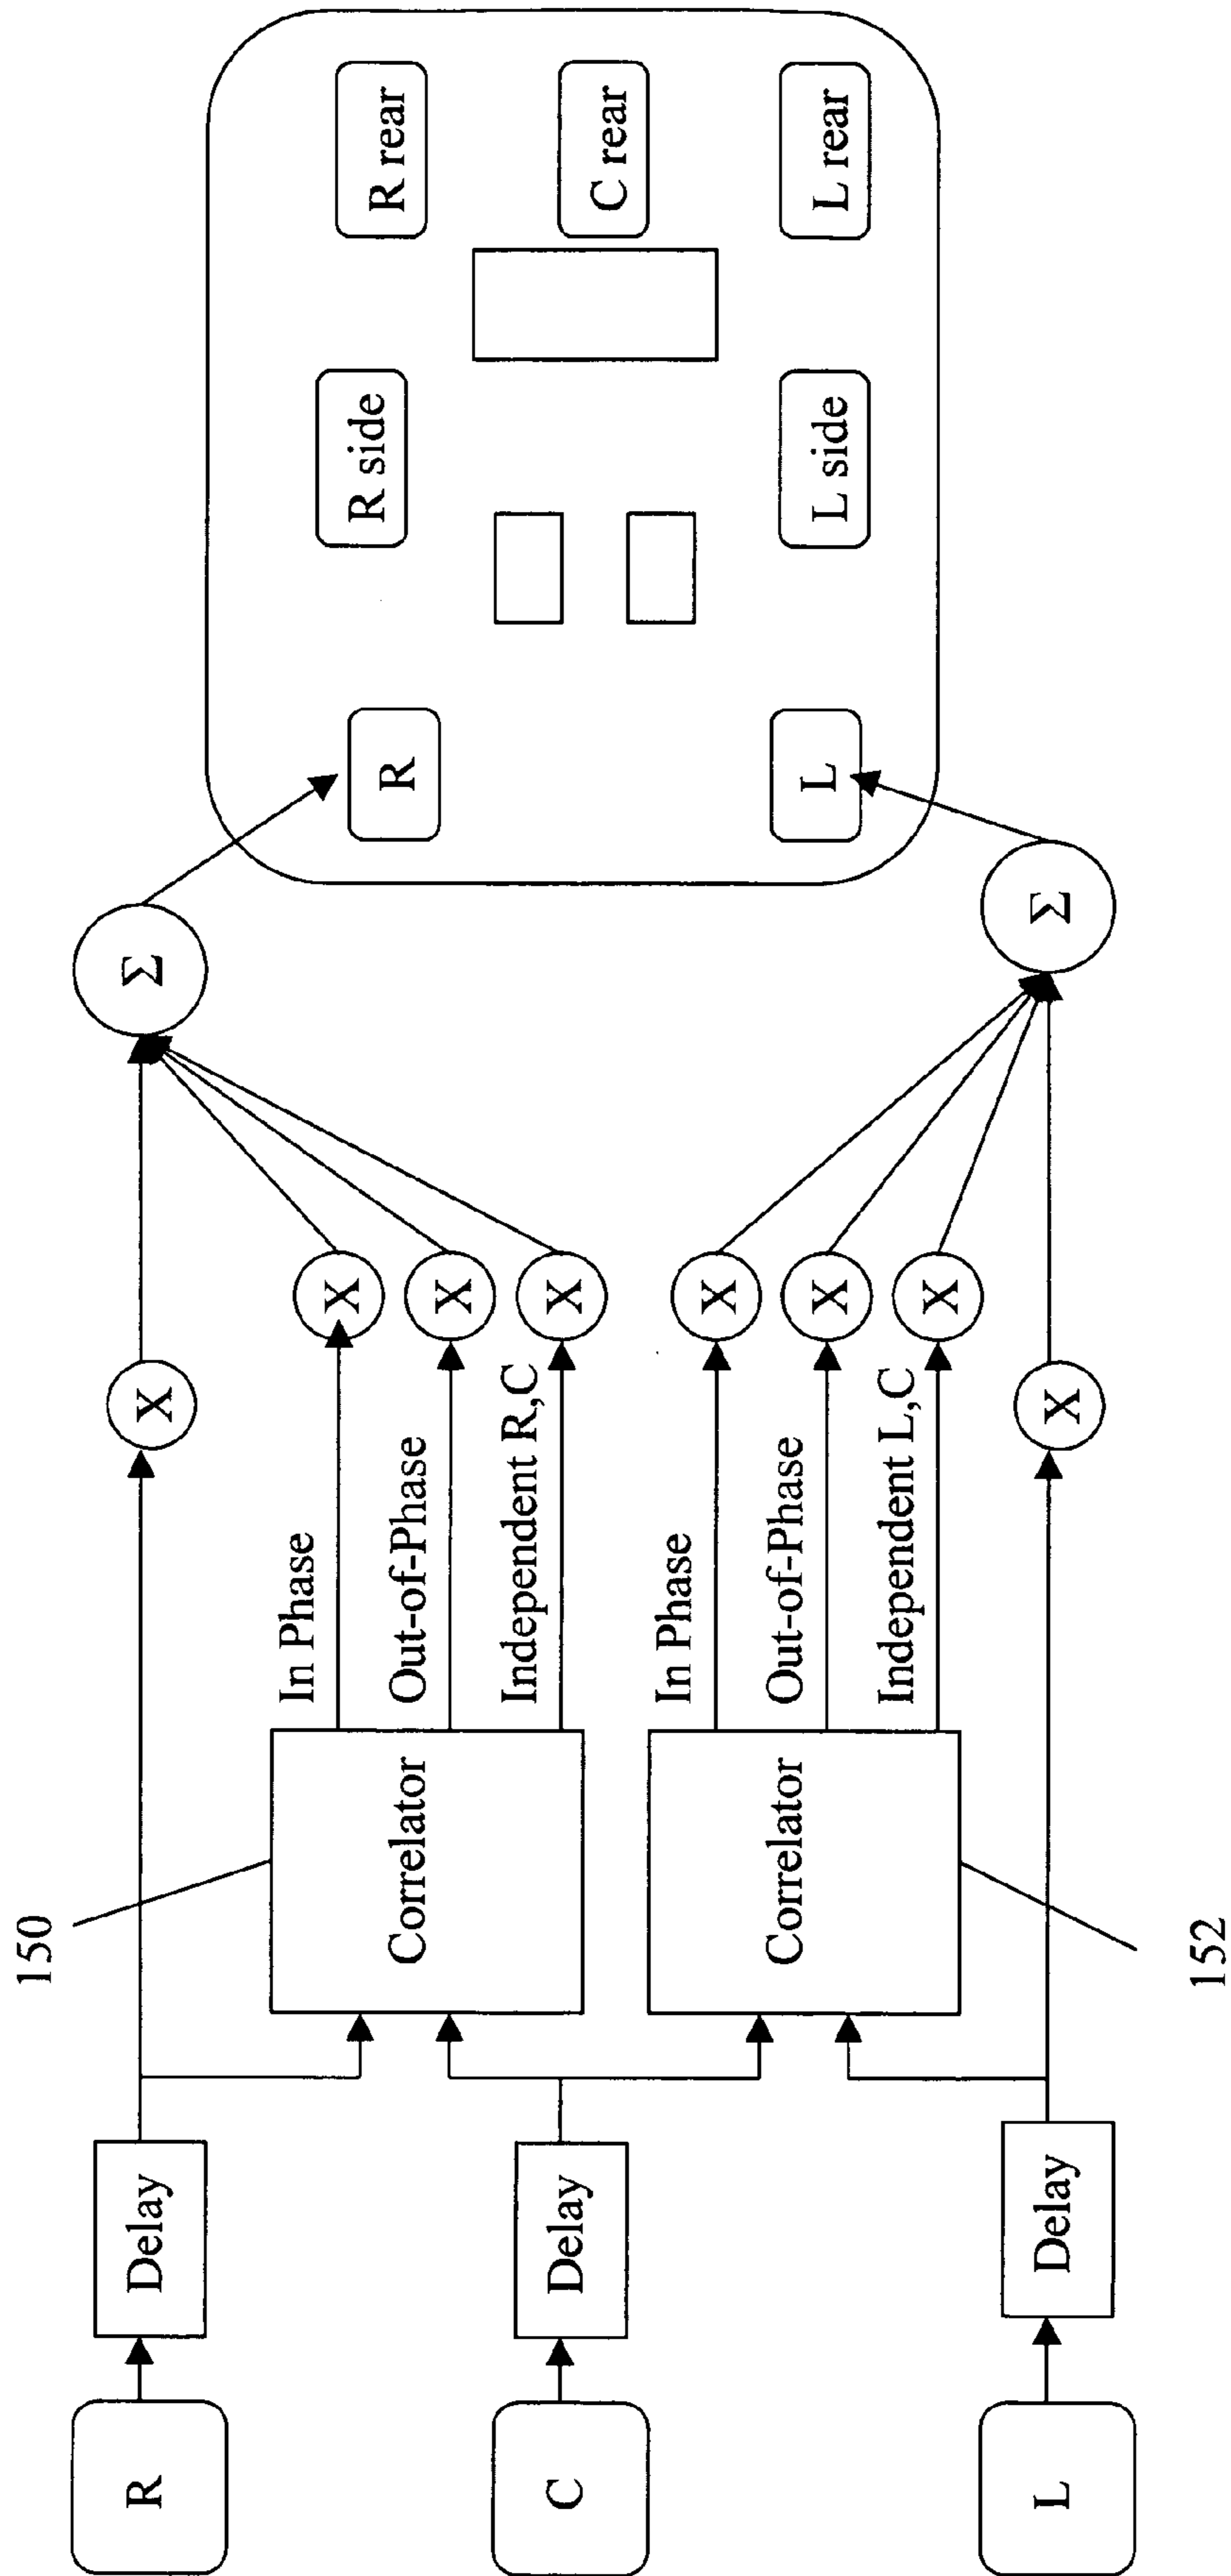 150
R
Delay
Correlator
In Phase
Out-of-Phase
Independent R,C
X
X
X
X
Σ
C
Delay
L
Delay
Correlator
In Phase
Out-of-Phase
Independent L,C
X
X
X
X
Σ
152
R
R side
R rear
C rear
L
L side
L rear